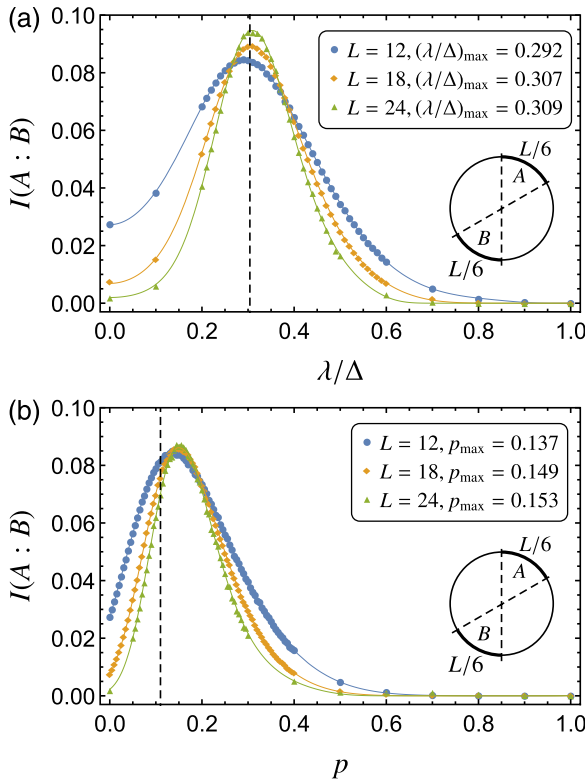 (a)
0.10
0.08
0.06
0.04
0.02
0.00
I(A : B)
L = 12, (λ/Δ)max = 0.292
L = 18, (λ/Δ)max = 0.307
L = 24, (λ/Δ)max = 0.309
L/6
A
B
L/6
0.0 0.2 0.4 0.6 0.8 1.0
λ/Δ
(b)
0.10
0.08
0.06
0.04
0.02
0.00
I(A : B)
L = 12, pmax = 0.137
L = 18, pmax = 0.149
L = 24, pmax = 0.153
L/6
A
B
L/6
0.0 0.2 0.4 0.6 0.8 1.0
p